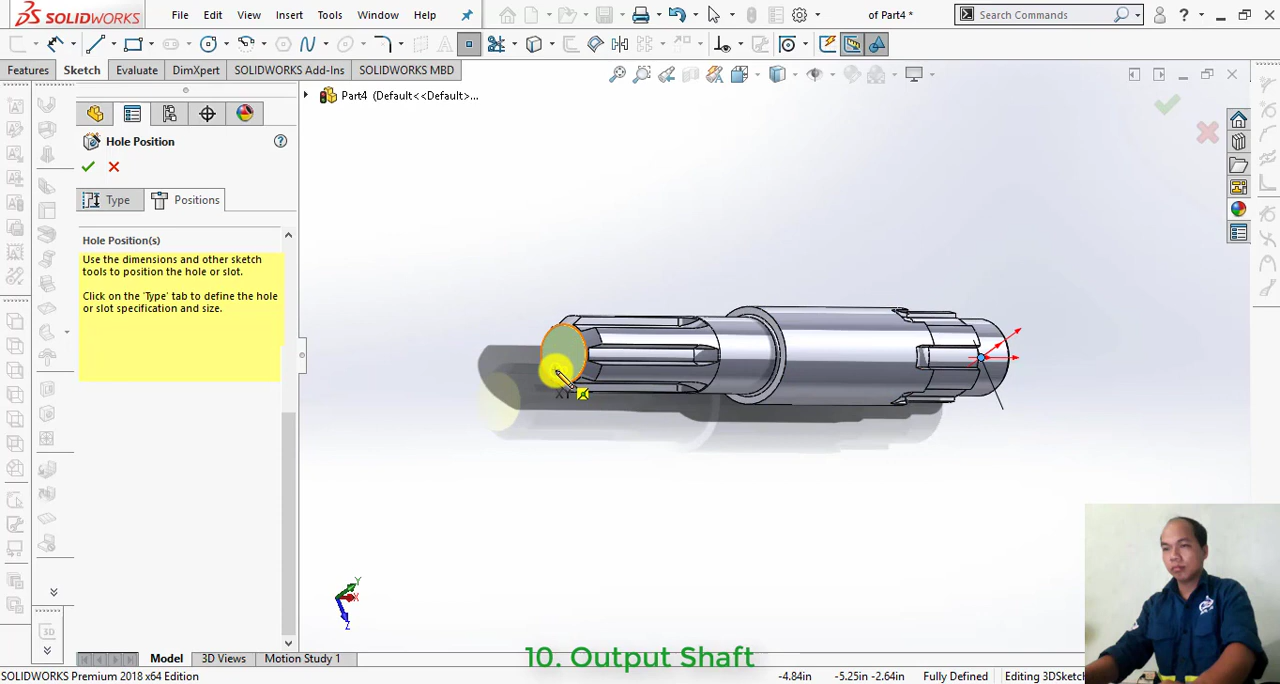 SOLIDWORKS
File
Edit
View
Insert
Tools
Window
Help
of Part4 *
Search Commands
Features
Sketch
Evaluate
DimXpert
SOLIDWORKS Add-Ins
SOLIDWORKS MBD
Part4 (Default<<Default>...
Hole Position
Type
Positions
Hole Position(s)
Use the dimensions and other sketch
tools to position the hole or slot.
Click on the 'Type' tab to define the hole
or slot specification and size.
XY
Y
X
Z
3D
10. Output Shaft
Model
3D Views
Motion Study 1
SOLIDWORKS Premium 2018 x64 Edition
-4.84in
-5.25in
-2.64in
Fully Defined
Editing 3DSketch